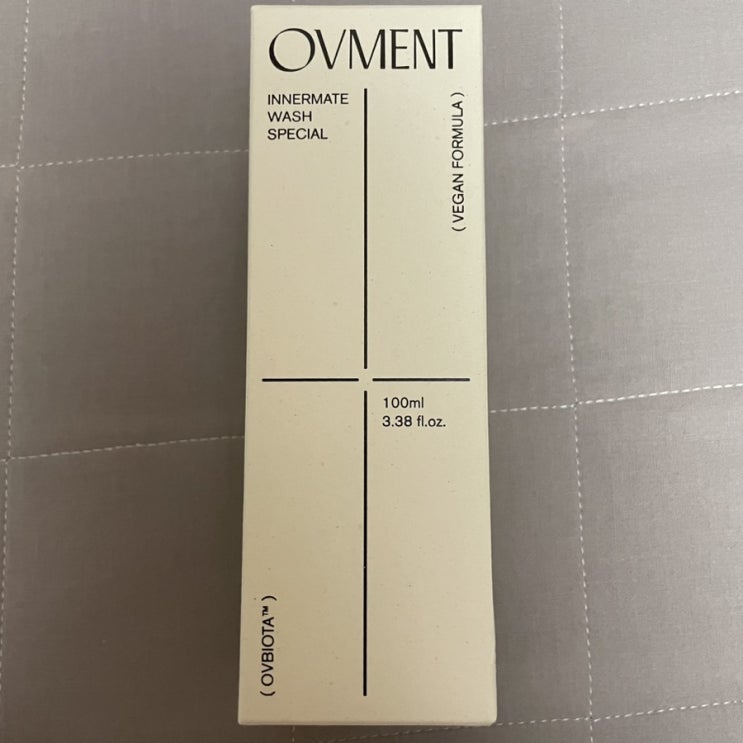 OVMENT
INNERMATE
WASH
SPECIAL
( VEGAN FORMULA )
100ml
3.38 fl.oz.
( OVBIOTA™ )